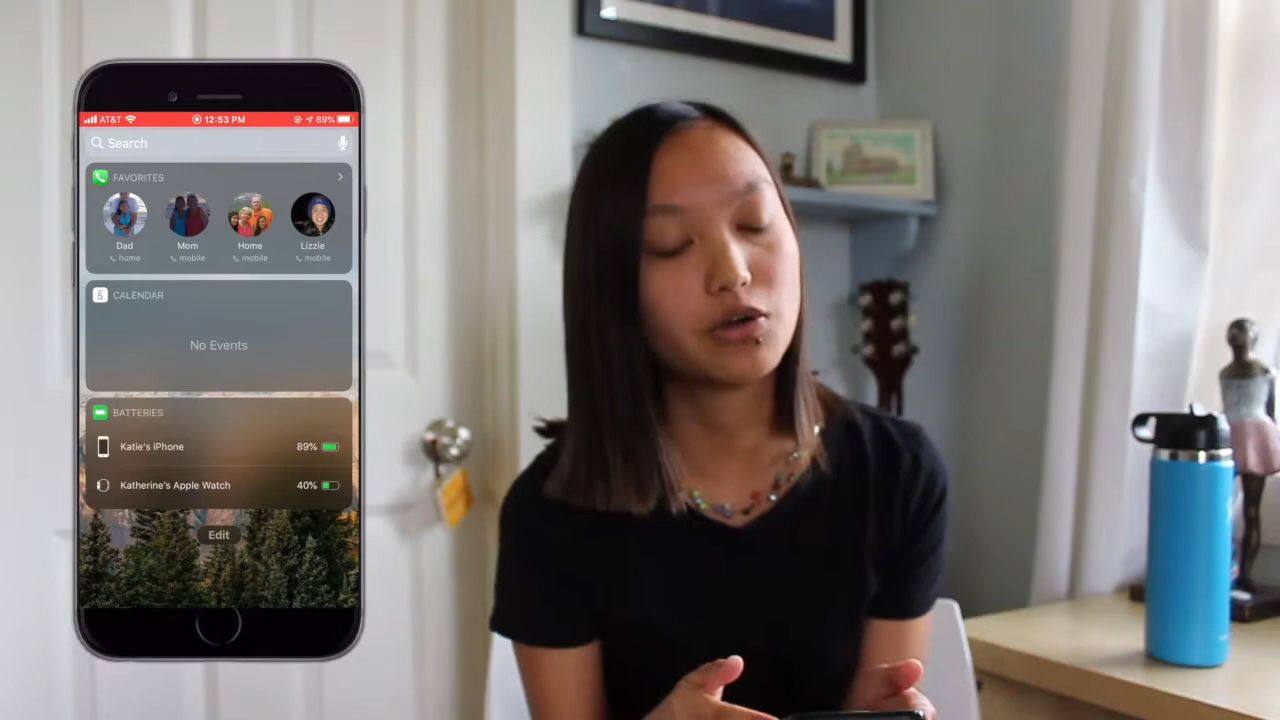 AT&T 12:53 PM 89%
Search
FAVORITES
Dad Mom Home Lizzie
home mobile mobile mobile
5 CALENDAR
No Events
BATTERIES
Katie's iPhone 89%
Katherine's Apple Watch 40%
Edit